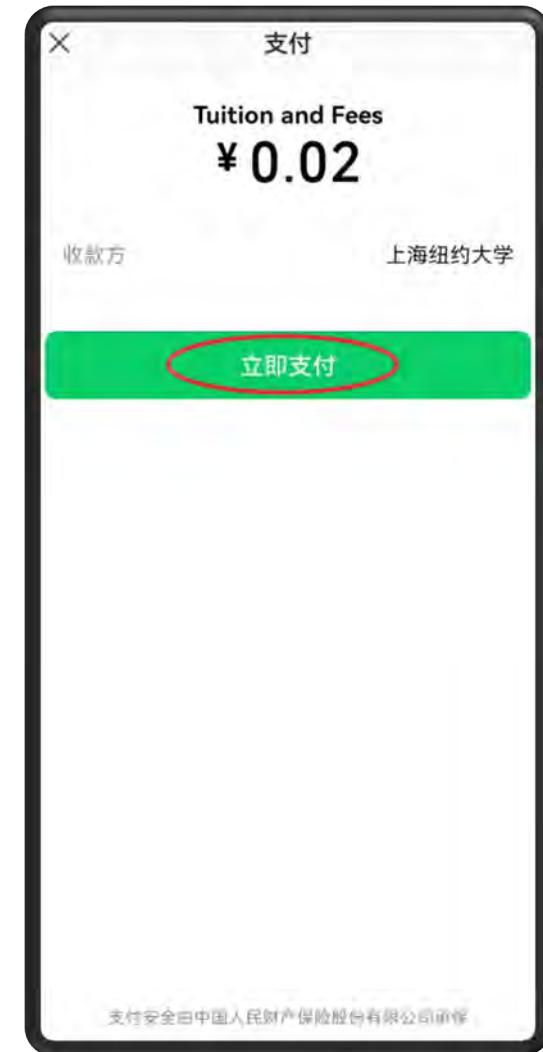 支付
Tuition and Fees
¥0.02
收款方 上海纽约大学
立即支付
支付安全由中国人民财产保险股份有限公司承保